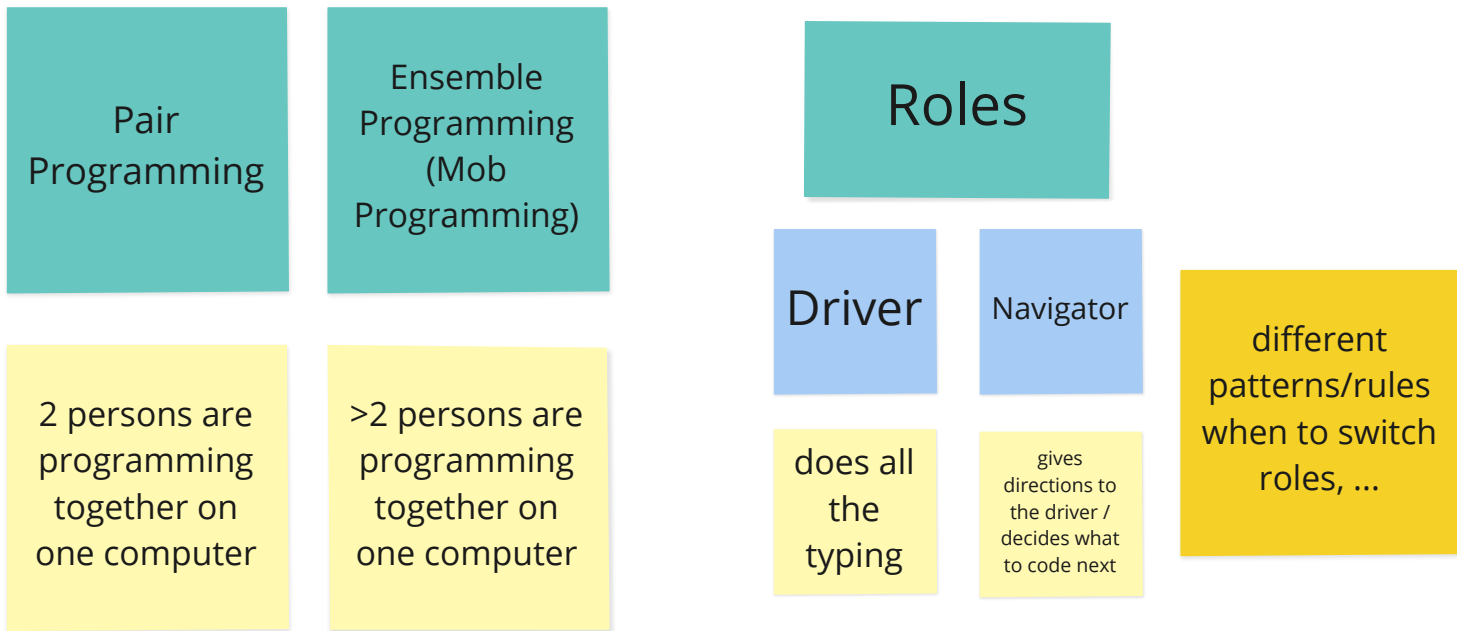 Pair
Programming
Ensemble
Programming
(Mob
Programming)
2 persons are
programming
together on
one computer
>2 persons are
programming
together on
one computer
Roles
Driver
Navigator
does all
the
typing
gives
directions to
the driver /
decides what
to code next
different
patterns/rules
when to switch
roles, ...